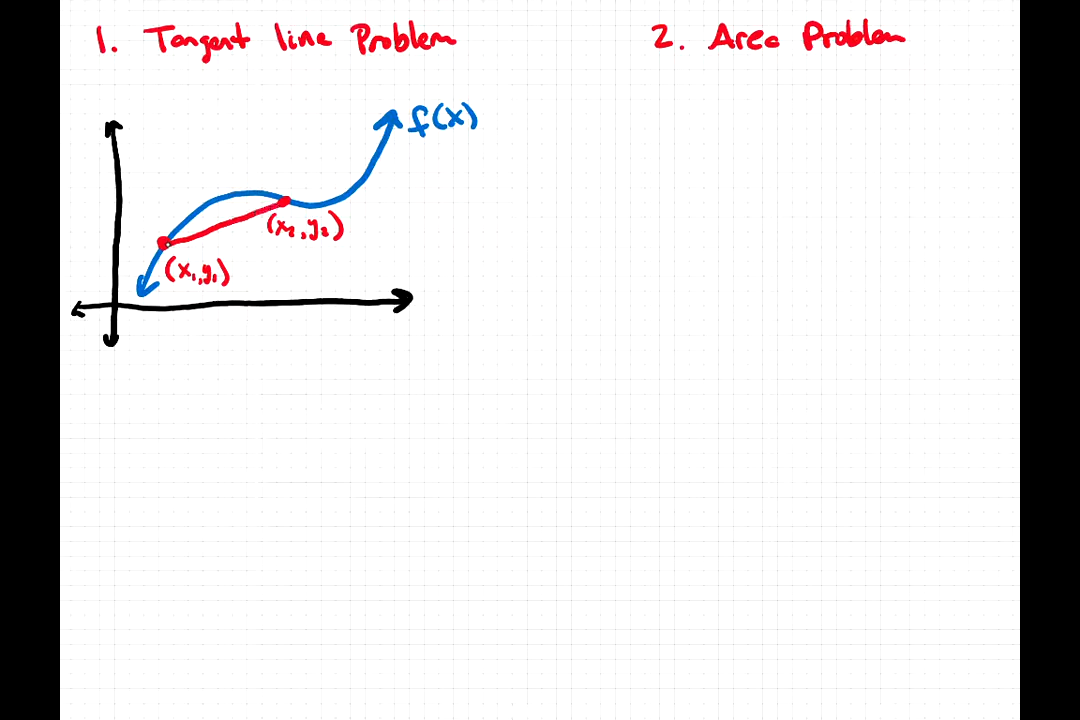 1. Tangent line Problem
2. Area Problem
f(x)
(x₂,y₂)
(x₁,y₁)